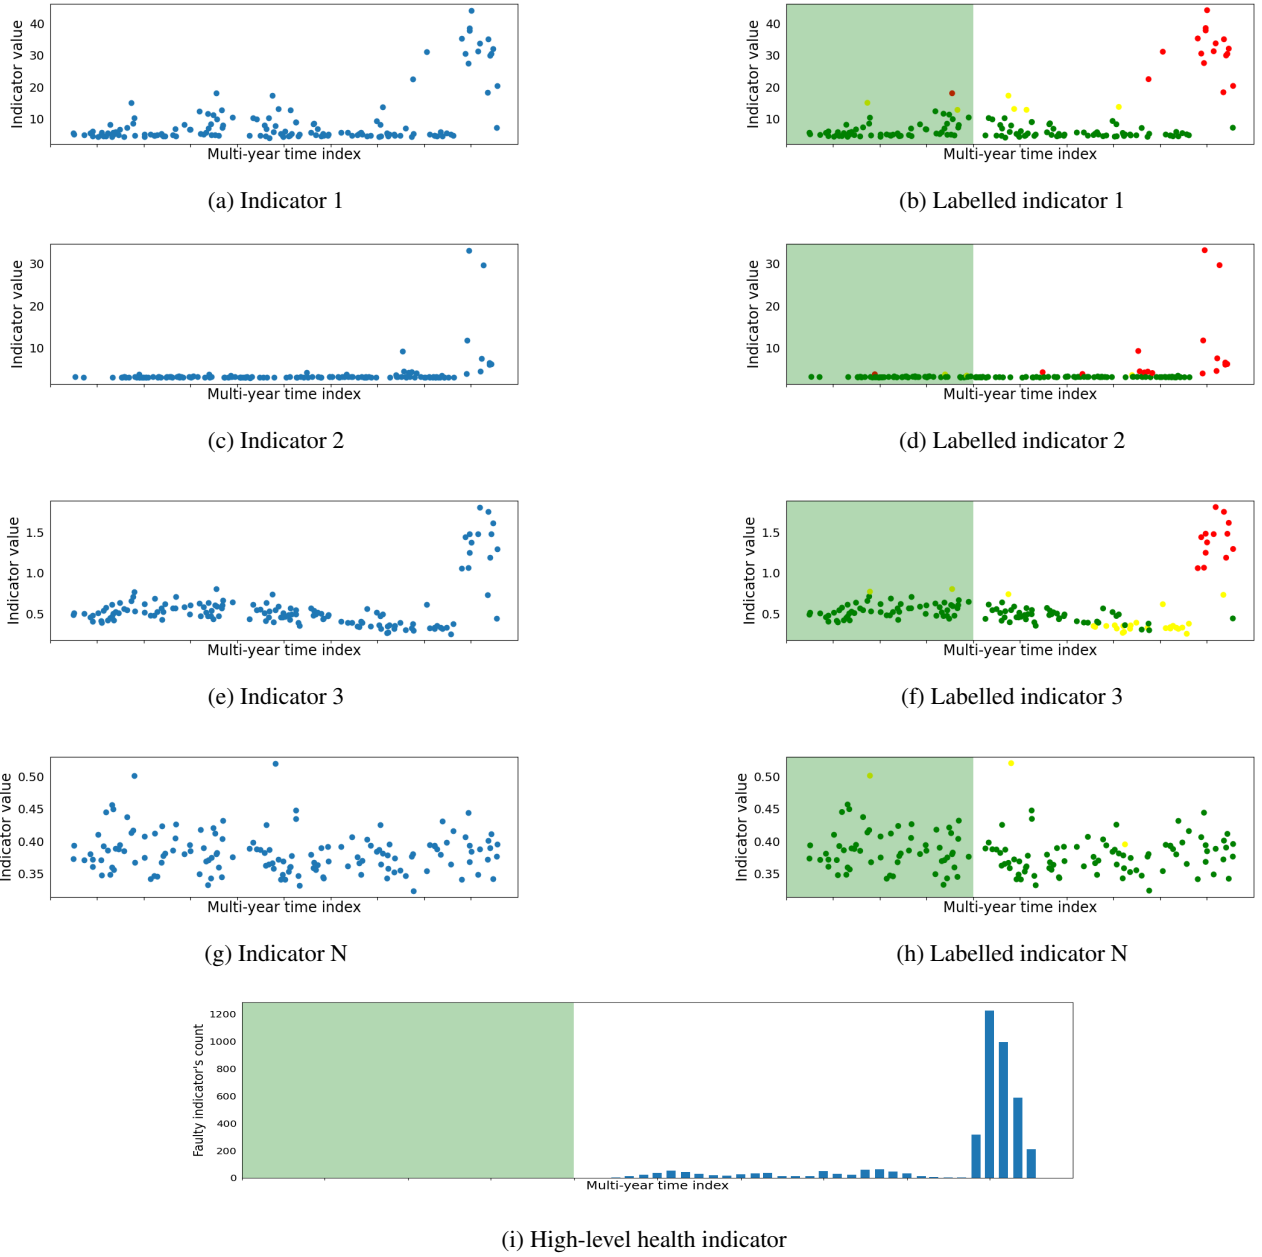 Indicator value
40
30
20
10
Multi-year time index
(a) Indicator 1
Indicator value
40
30
20
10
Multi-year time index
(b) Labelled indicator 1
Indicator value
30
20
10
Multi-year time index
(c) Indicator 2
Indicator value
30
20
10
Multi-year time index
(d) Labelled indicator 2
Indicator value
1.5
1.0
0.5
Multi-year time index
(e) Indicator 3
Indicator value
1.5
1.0
0.5
Multi-year time index
(f) Labelled indicator 3
Indicator value
0.50
0.45
0.40
0.35
Multi-year time index
(g) Indicator N
Indicator value
0.50
0.45
0.40
0.35
Multi-year time index
(h) Labelled indicator N
Faulty indicator's count
1200
1000
800
600
400
200
0
Multi-year time index
(i) High-level health indicator